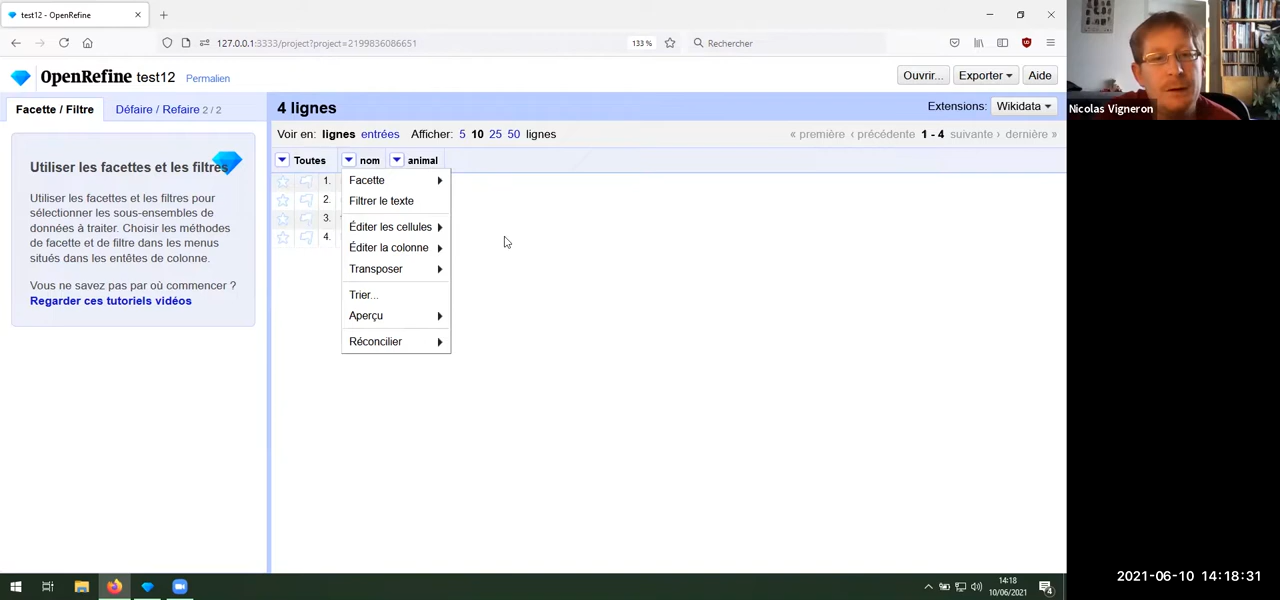 test12 - OpenRefine
127.0.0.1:3333/project?project=2199836086651
133 %
Rechercher
OpenRefine test12 Permalien
Ouvrir... Exporter Aide
Nicolas Vigneron
Facette / Filtre Défaire / Refaire 2 / 2
4 lignes
Extensions: Wikidata
Voir en: lignes entrées Afficher: 5 10 25 50 lignes
« première ‹ précédente 1 - 4 suivante › dernière »
Toutes nom animal
1.
2.
3.
4.
Facette
Filtrer le texte
Éditer les cellules
Éditer la colonne
Transposer
Trier...
Aperçu
Réconcilier
Utiliser les facettes et les filtres
Utiliser les facettes et les filtres pour
sélectionner les sous-ensembles de
données à traiter. Choisir les méthodes
de facette et de filtre dans les menus
situés dans les entêtes de colonne.
Vous ne savez pas par où commencer ?
Regarder ces tutoriels vidéos
14:18
10/06/2021
4
2021-06-10 14:18:31